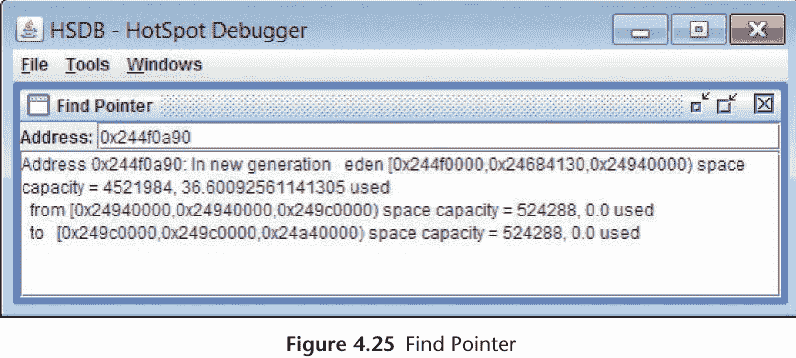 HSDB - HotSpot Debugger
File Tools Windows
Find Pointer
Address: 0x244f0a90
Address 0x244f0a90: In new generation eden [0x244f0000,0x24684130,0x24940000) space
capacity = 4521984, 36.60092561141305 used
from [0x24940000,0x24940000,0x249c0000) space capacity = 524288, 0.0 used
to [0x249c0000,0x249c0000,0x24a40000) space capacity = 524288, 0.0 used
Figure 4.25 Find Pointer